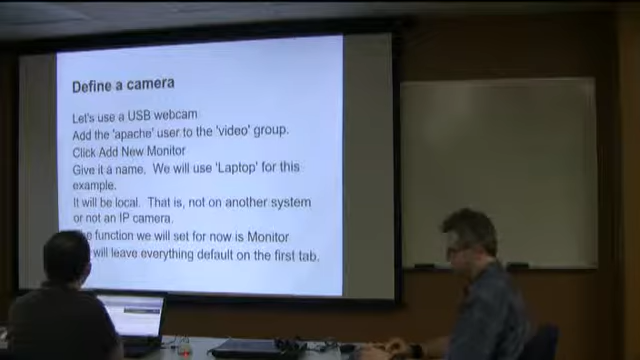 Define a camera
Let's use a USB webcam
Add the 'apache' user to the 'video' group.
Click Add New Monitor
Give it a name. We will use 'Laptop' for this
example.
It will be local. That is, not on another system
or not an IP camera.
function we will set for now is Monitor
will leave everything default on the first tab.